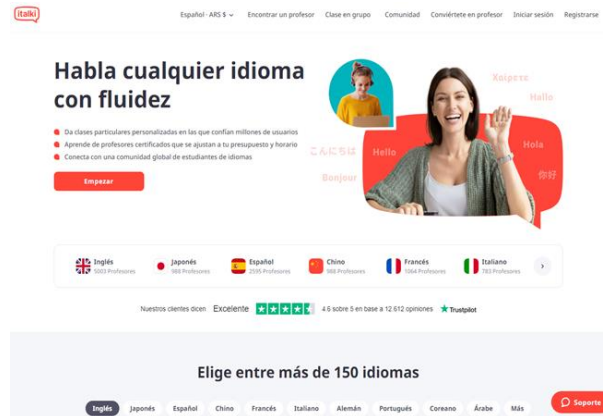 italki
Español - ARS $ Encontrar un profesor Clase en grupo Comunidad Conviértete en profesor Iniciar sesión Registrarse
Habla cualquier idioma
con fluidez
Da clases particulares personalizadas en las que confían millones de usuarios
Aprende de profesores certificados que se ajustan a tu presupuesto y horario
Conecta con una comunidad global de estudiantes de idiomas
Empezar
Χαίρετε
Hallo
こんにちは
Hello
Hola
Bonjour
你好
Inglés Japonés Español Chino Francés Italiano
5003 Profesores 988 Profesores 2595 Profesores 988 Profesores 1064 Profesores 783 Profesores
Nuestros clientes dicen Excelente 4.6 sobre 5 en base a 12.612 opiniones Trustpilot
Elige entre más de 150 idiomas
Inglés Japonés Español Chino Francés Italiano Alemán Portugués Coreano Árabe Más
Soporte